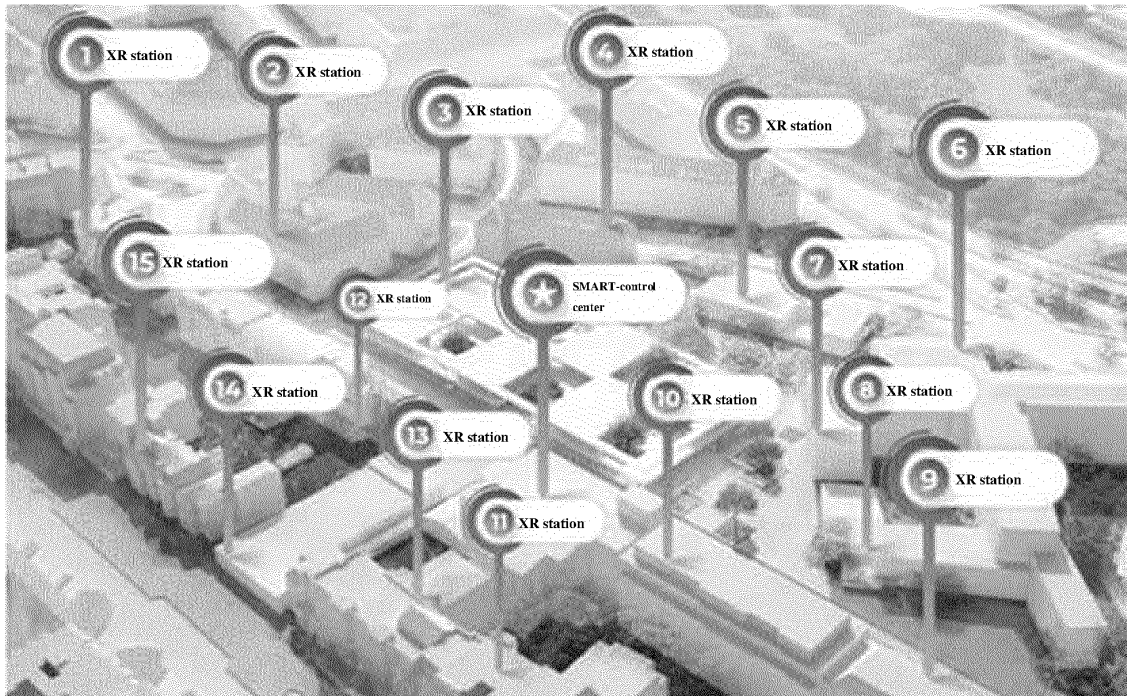 1 XR station
2 XR station
3 XR station
4 XR station
5 XR station
6 XR station
15 XR station
12 XR station
SMART-control
center
7 XR station
14 XR station
13 XR station
10 XR station
8 XR station
11 XR station
9 XR station